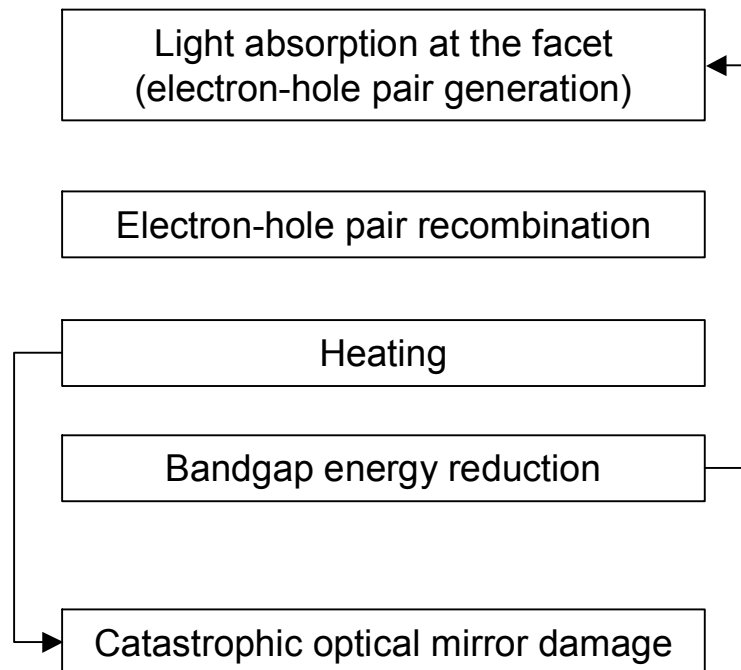 Light absorption at the facet
(electron-hole pair generation)
Electron-hole pair recombination
Heating
Bandgap energy reduction
Catastrophic optical mirror damage